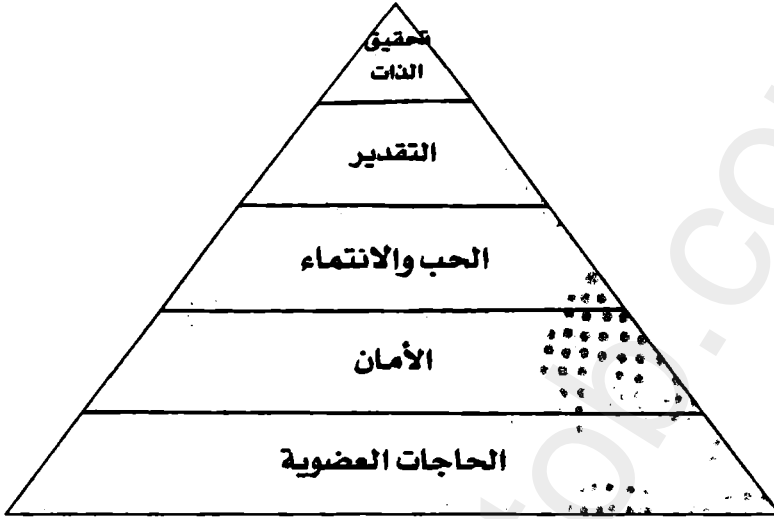 تحقيق
الذات
التقدير
الحب والانتماء
الأمان
الحاجات العضوية